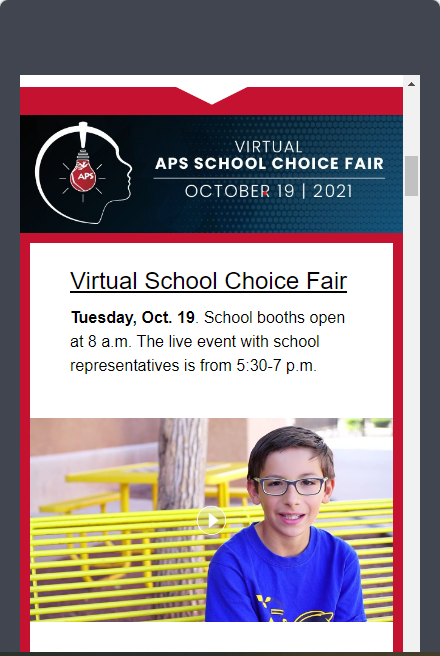 APS
VIRTUAL
APS SCHOOL CHOICE FAIR
OCTOBER 19 | 2021
Virtual School Choice Fair
Tuesday, Oct. 19. School booths open
at 8 a.m. The live event with school
representatives is from 5:30-7 p.m.